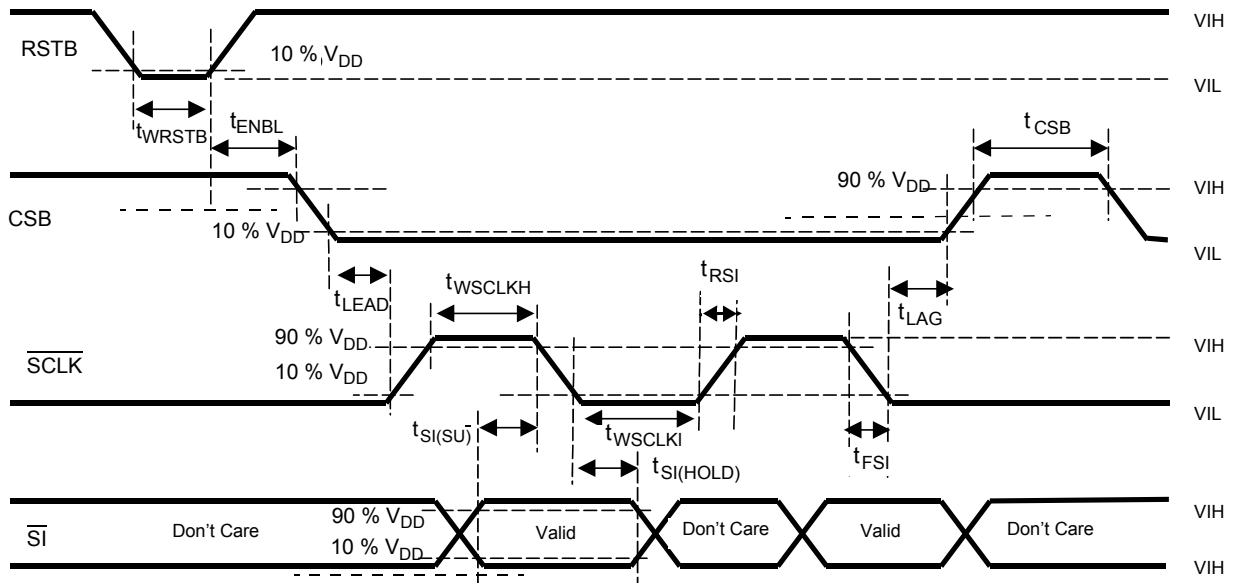 VIH
RSTB
10 % VDD
VIL
tWRSTB
tENBL
tCSB
90 % VDD
VIH
CSB
10 % VDD
VIL
tLEAD
tWSCLKH
tRSI
tLAG
90 % VDD
VIH
SCLK
10 % VDD
VIL
tSI(SU)
tWSCLKl
tFSI
tSI(HOLD)
90 % VDD
VIH
SI
Don't Care
Valid
Don't Care
Valid
Don't Care
10 % VDD
VIH